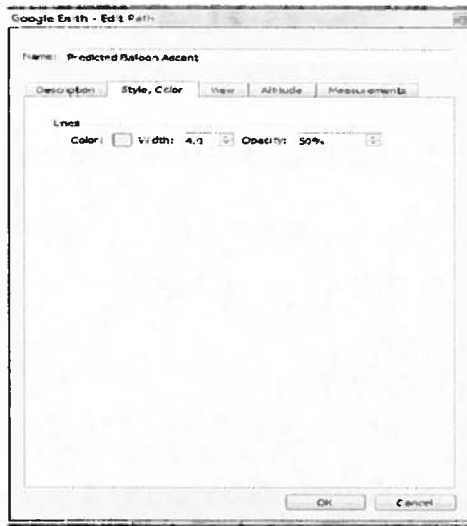 Google Earth - Edit Path
Name: Predicted Balloon Ascent
Description Style, Color View Altitude Measurements
Lines
Color: Width: 4.0 Opacity: 50%
OK Cancel